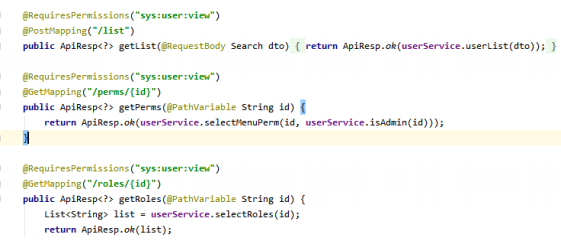 @RequiresPermissions("sys:user:view")
@PostMapping("/list")
public ApiResp<?> getList(@RequestBody Search dto) { return ApiResp.ok(userService.userList(dto)); }
@RequiresPermissions("sys:user:view")
@GetMapping("/perms/{id}")
public ApiResp<?> getPerms(@PathVariable String id) {
return ApiResp.ok(userService.selectMenuPerm(id, userService.isAdmin(id)));
}
@RequiresPermissions("sys:user:view")
@GetMapping("/roles/{id}")
public ApiResp<?> getRoles(@PathVariable String id) {
List<String> list = userService.selectRoles(id);
return ApiResp.ok(list);